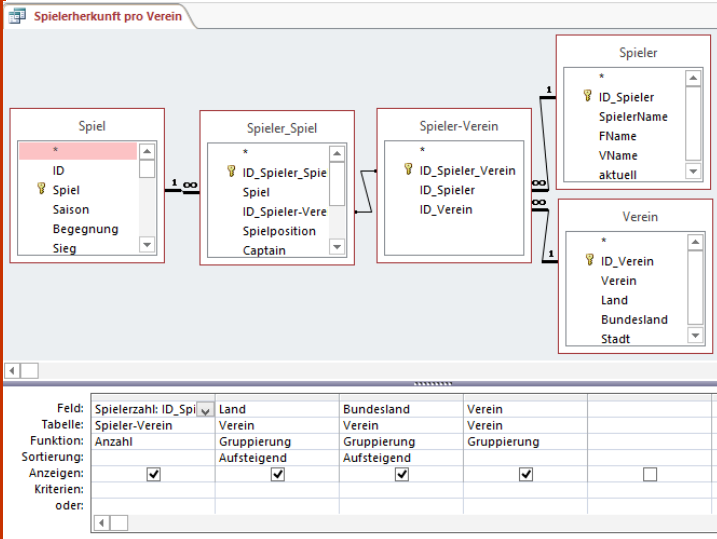 Spielerherkunft pro Verein
Spiel
*
ID
Spiel
Saison
Begegnung
Sieg
1 ∞
Spieler_Spiel
*
ID_Spieler_Spie
Spiel
ID_Spieler-Vere
Spielposition
Captain
Spieler-Verein
*
ID_Spieler_Verein
ID_Spieler
ID_Verein
∞ 1
∞ 1
Spieler
*
ID_Spieler
SpielerName
FName
VName
aktuell
Verein
*
ID_Verein
Verein
Land
Bundesland
Stadt
Feld: Spielerzahl: ID_Spi Land Bundesland Verein
Tabelle: Spieler-Verein Verein Verein Verein
Funktion: Anzahl Gruppierung Gruppierung Gruppierung
Sortierung: Aufsteigend Aufsteigend
Anzeigen:
Kriterien:
oder: